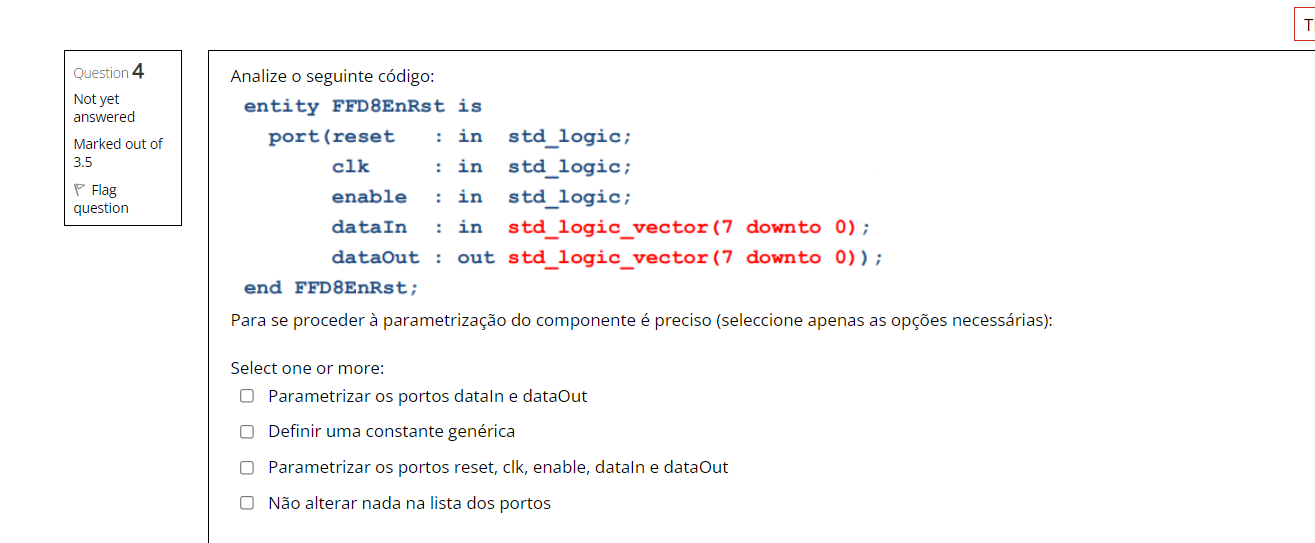 Question 4
Not yet
answered
Marked out of
3.5
Flag
question
Analize o seguinte código:
entity FFD8EnRst is
port(reset : in std_logic;
clk : in std_logic;
enable : in std_logic;
dataIn : in std_logic_vector(7 downto 0);
dataOut : out std_logic_vector(7 downto 0));
end FFD8EnRst;
Para se proceder à parametrização do componente é preciso (seleccione apenas as opções necessárias):
Select one or more:
Parametrizar os portos dataIn e dataOut
Definir uma constante genérica
Parametrizar os portos reset, clk, enable, dataIn e dataOut
Não alterar nada na lista dos portos